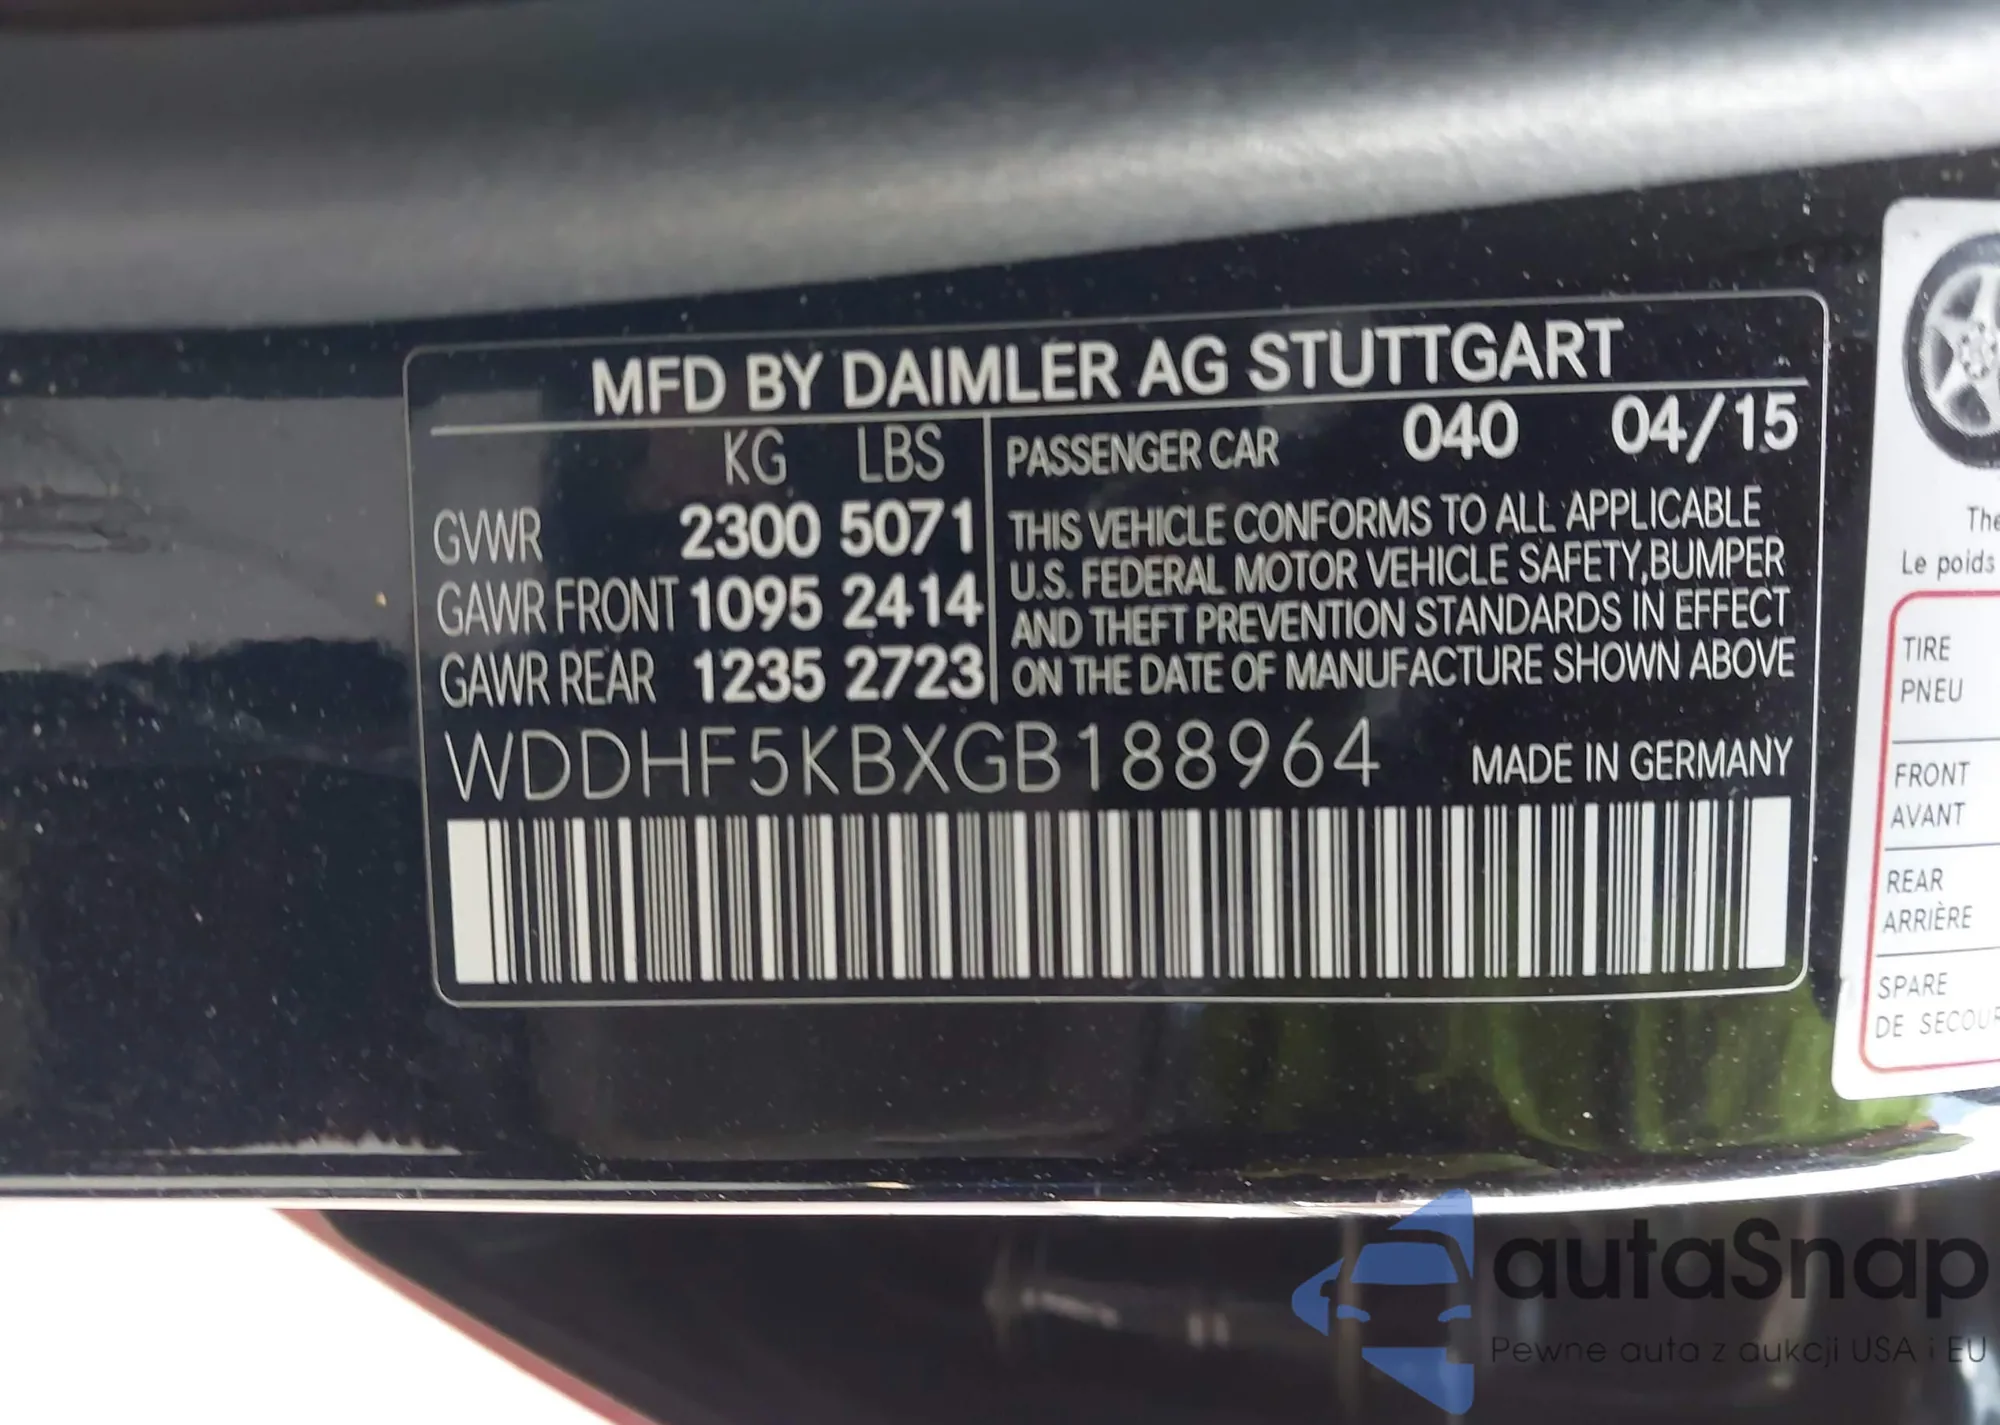 MFD BY DAIMLER AG STUTTGART
KG LBS
GVWR 2300 5071
GAWR FRONT 1095 2414
GAWR REAR 1235 2723
PASSENGER CAR 040 04/15
THIS VEHICLE CONFORMS TO ALL APPLICABLE
U.S. FEDERAL MOTOR VEHICLE SAFETY,BUMPER
AND THEFT PREVENTION STANDARDS IN EFFECT
ON THE DATE OF MANUFACTURE SHOWN ABOVE
WDDHF5KBXGB188964 MADE IN GERMANY
The
Le poids
TIRE
PNEU
FRONT
AVANT
REAR
ARRIÈRE
SPARE
DE
autaSnap
Pewne auta z aukcji USA i EU